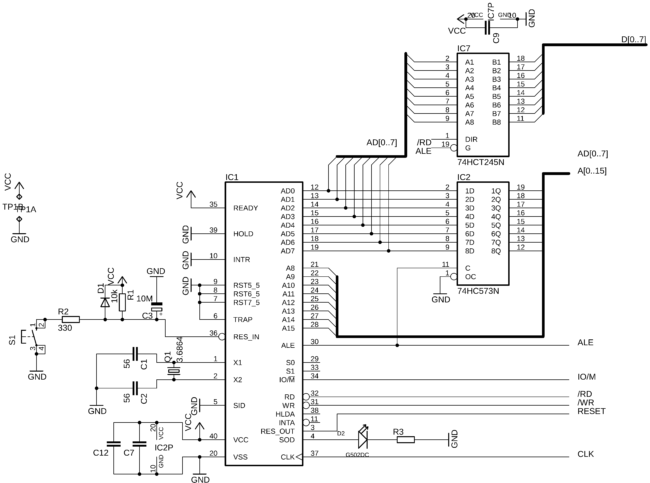 IC7P
20 VCC GND 10
VCC
GND
C9
IC7
D[0..7]
2 A1 B1 18
3 A2 B2 17
4 A3 B3 16
5 A4 B4 15
6 A5 B5 14
7 A6 B6 13
8 A7 B7 12
9 A8 B8 11
/RD 1 DIR
ALE 19 G
74HCT245N
AD[0..7]
AD[0..7]
A[0..15]
IC2
2 1D 1Q 19
3 2D 2Q 18
4 3D 3Q 17
5 4D 4Q 16
6 5D 5Q 15
7 6D 6Q 14
8 7D 7Q 13
9 8D 8Q 12
11 C
1 OC
GND
74HC573N
VCC
TP1A
GND
IC1
VCC
35 READY
GND 39 HOLD
GND 10 INTR
GND 9 RST5_5
8 RST6_5
7 RST7_5
6 TRAP
36 RES_IN
1 X1
2 X2
GND 5 SID
40 VCC
20 VSS
AD0 12
AD1 13
AD2 14
AD3 15
AD4 16
AD5 17
AD6 18
AD7 19
A8 21
A9 22
A10 23
A11 24
A12 25
A13 26
A14 27
A15 28
ALE 30 ALE
S0 29
S1 33
IO/M 34 IO/M
RD 32 /RD
WR 31 /WR
HLDA 38 RESET
INTA 11
RES_OUT 3
SOD 4
CLK 37 CLK
D2
G502DC
R3
GND
VCC
GND
D1
10k
R1
10M
C3
R2
330
S1
1 2
3 4
GND
56
C1
56
C2
Q1
3.6864
GND
VCC
C12
C7
20
VCC
IC2P
GND
10
GND